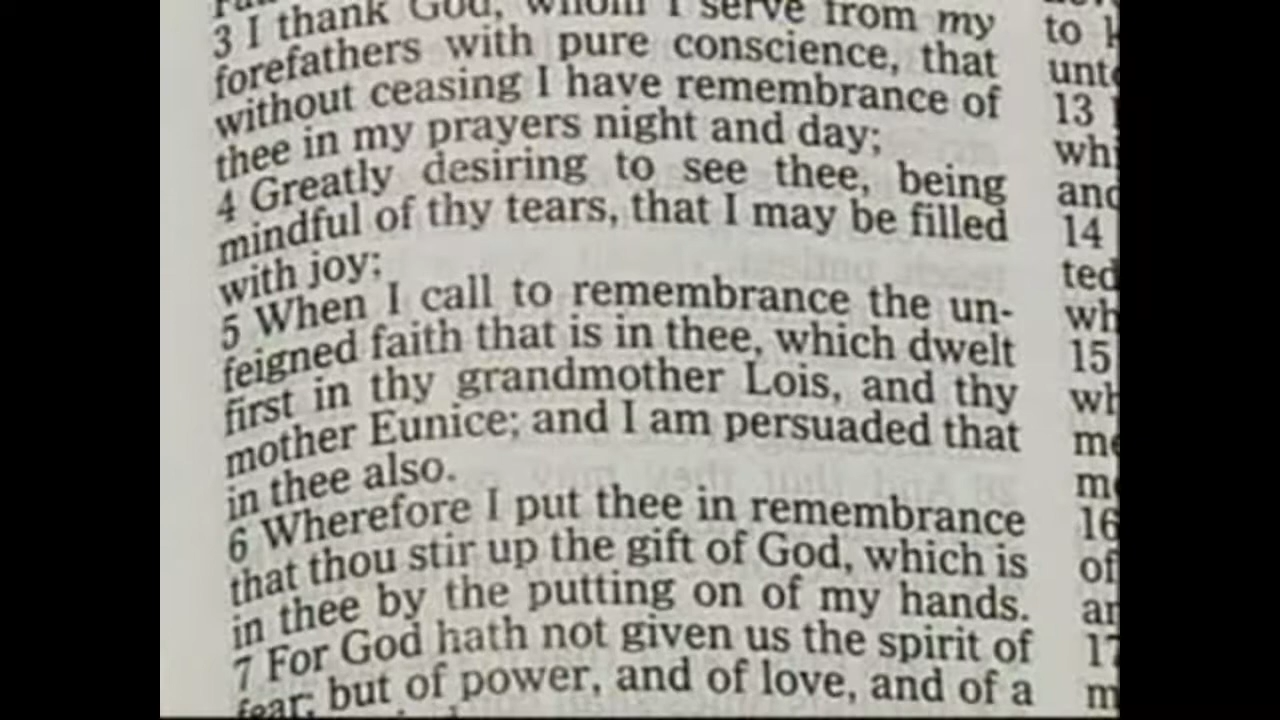 3 I thank God, whom I serve from my
forefathers with pure conscience, that
without ceasing I have remembrance of
thee in my prayers night and day;
4 Greatly desiring to see thee, being
mindful of thy tears, that I may be filled
with joy;
5 When I call to remembrance the un-
feigned faith that is in thee, which dwelt
first in thy grandmother Lois, and thy
mother Eunice; and I am persuaded that
in thee also.
6 Wherefore I put thee in remembrance
that thou stir up the gift of God, which is
in thee by the putting on of my hands.
7 For God hath not given us the spirit of
fear; but of power, and of love, and of a
to
13
14
ted
15
16
of
17